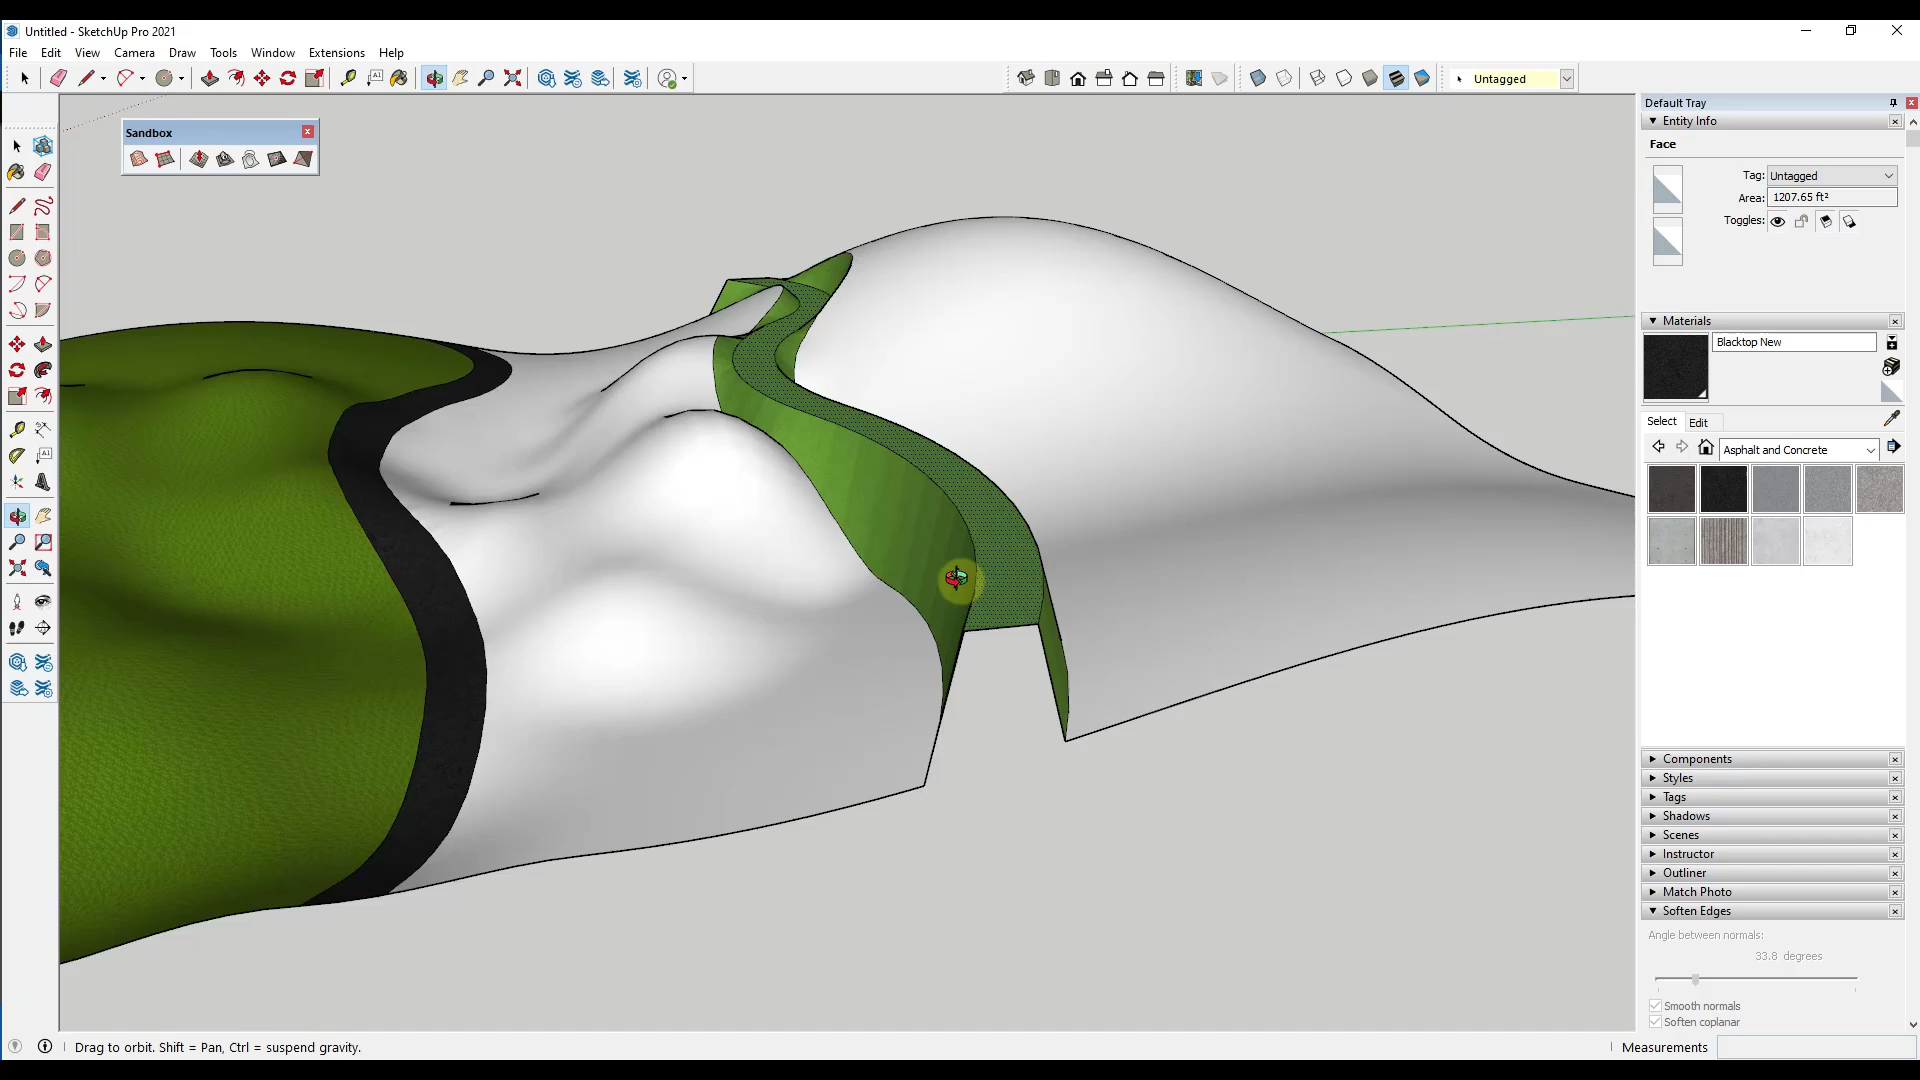 Untitled - SketchUp Pro 2021
File Edit View Camera Draw Tools Window Extensions Help
Untagged
Sandbox
Default Tray
Entity Info
Face
Tag: Untagged
Area: 1207.65 ft²
Toggles:
Materials
Blacktop New
Select Edit
Asphalt and Concrete
Components
Styles
Tags
Shadows
Scenes
Instructor
Outliner
Match Photo
Soften Edges
Angle between normals:
33.8 degrees
Smooth normals
Soften coplanar
Drag to orbit. Shift = Pan, Ctrl = suspend gravity.
Measurements